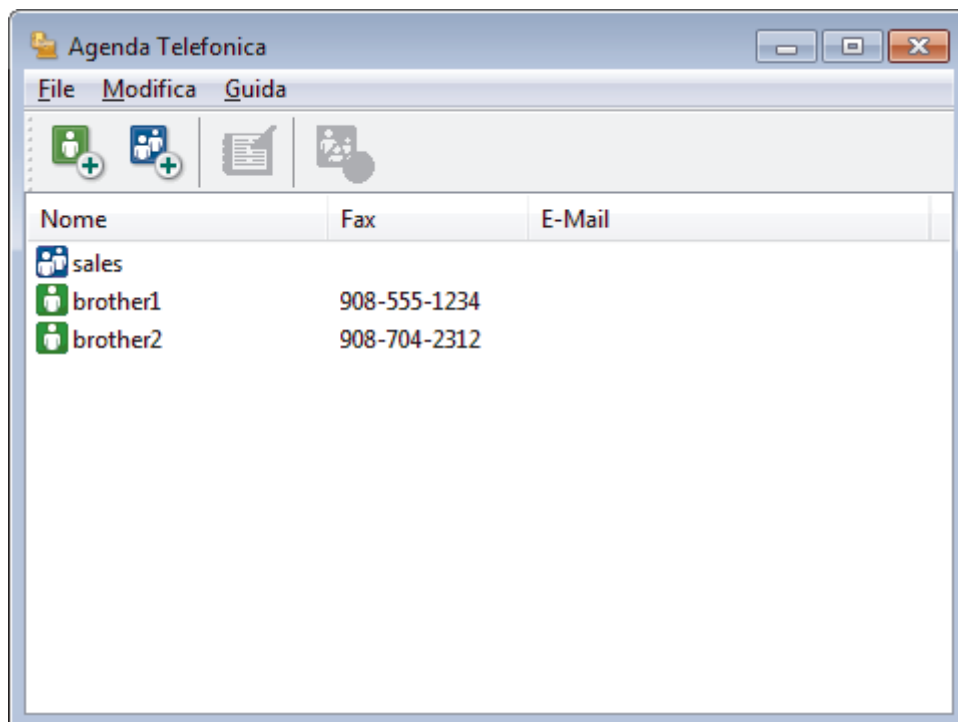 Agenda Telefonica
File Modifica Guida
Nome Fax E-Mail
sales
brother1 908-555-1234
brother2 908-704-2312